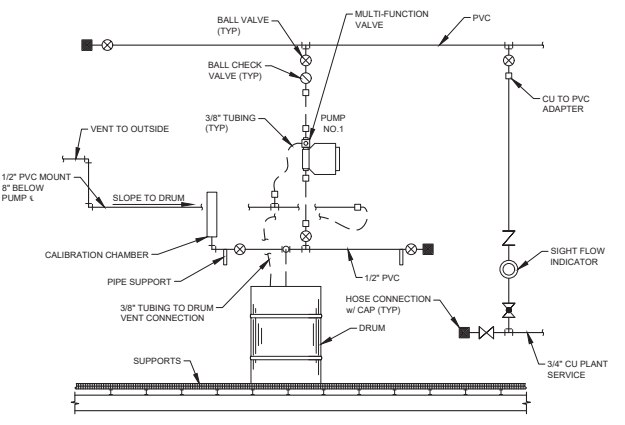 BALL VALVE
(TYP)
MULTI-FUNCTION
VALVE
PVC
BALL CHECK
VALVE (TYP)
CU TO PVC
ADAPTER
3/8" TUBING
(TYP)
PUMP
NO.1
VENT TO OUTSIDE
1/2" PVC MOUNT
8" BELOW
PUMP ℄
SLOPE TO DRUM
CALIBRATION CHAMBER
SIGHT FLOW
INDICATOR
PIPE SUPPORT
1/2" PVC
3/8" TUBING TO DRUM
VENT CONNECTION
HOSE CONNECTION
w/ CAP (TYP)
DRUM
SUPPORTS
3/4" CU PLANT
SERVICE